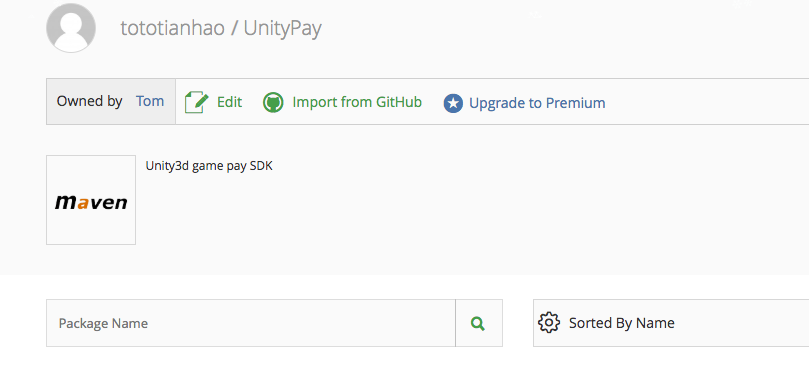 tototianhao / UnityPay
Owned by Tom Edit Import from GitHub Upgrade to Premium
Unity3d game pay SDK
maven
Package Name Sorted By Name